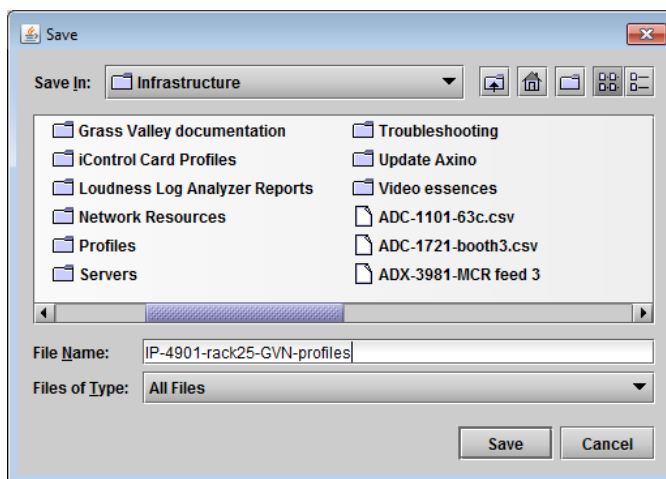 Save
Save In: Infrastructure
Grass Valley documentation
iControl Card Profiles
Loudness Log Analyzer Reports
Network Resources
Profiles
Servers
Troubleshooting
Update Axino
Video essences
ADC-1101-63c.csv
ADC-1721-booth3.csv
ADX-3981-MCR feed 3
File Name: IP-4901-rack25-GVN-profiles
Files of Type: All Files
Save Cancel